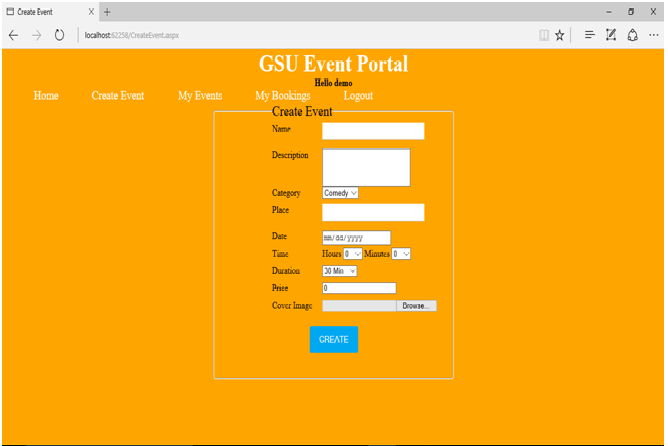 Create Event
localhost:62258/CreateEvent.aspx
GSU Event Portal
Hello demo
Home Create Event My Events My Bookings Logout
Create Event
Name
Description
Category Comedy
Place
Date mm/dd/yyyy
Time Hours 0 Minutes 0
Duration 30 Min
Price 0
Cover Image Browse...
CREATE